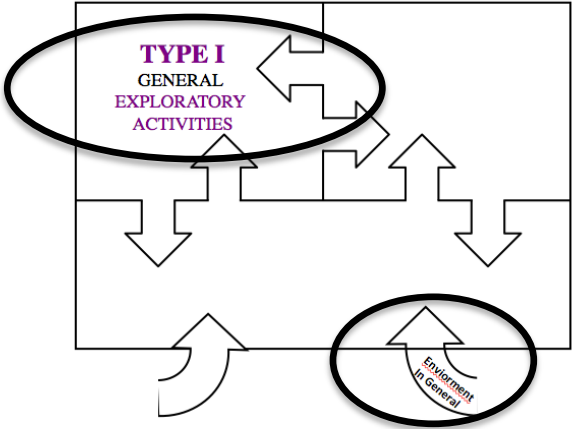 TYPE I
GENERAL
EXPLORATORY
ACTIVITIES
Enviorment
In General